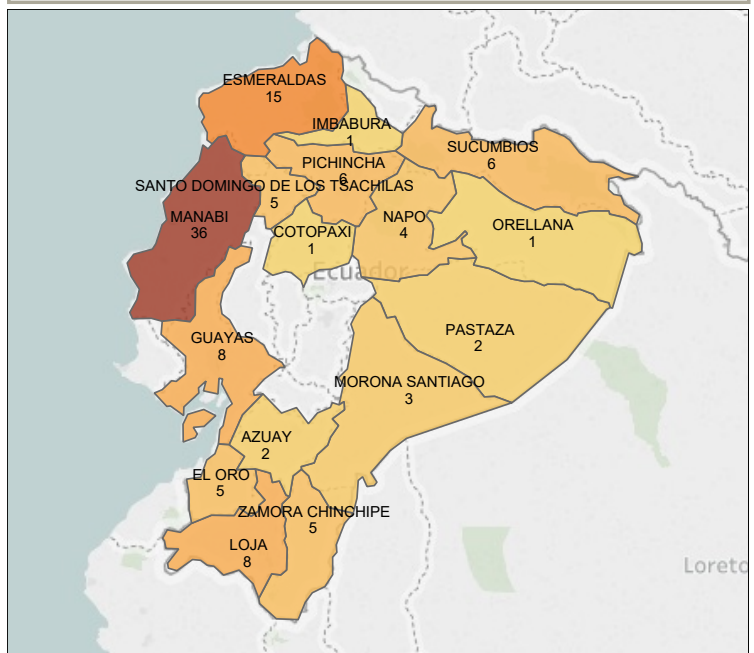 ESMERALDAS
15
IMBABURA
1
SUCUMBIOS
6
PICHINCHA
6
SANTO DOMINGO DE LOS TSACHILAS
5
MANABI
36
NAPO
4
ORELLANA
1
COTOPAXI
1
Ecuador
PASTAZA
2
GUAYAS
8
MORONA SANTIAGO
3
AZUAY
2
EL ORO
5
ZAMORA CHINCHIPE
5
LOJA
8
Loreto